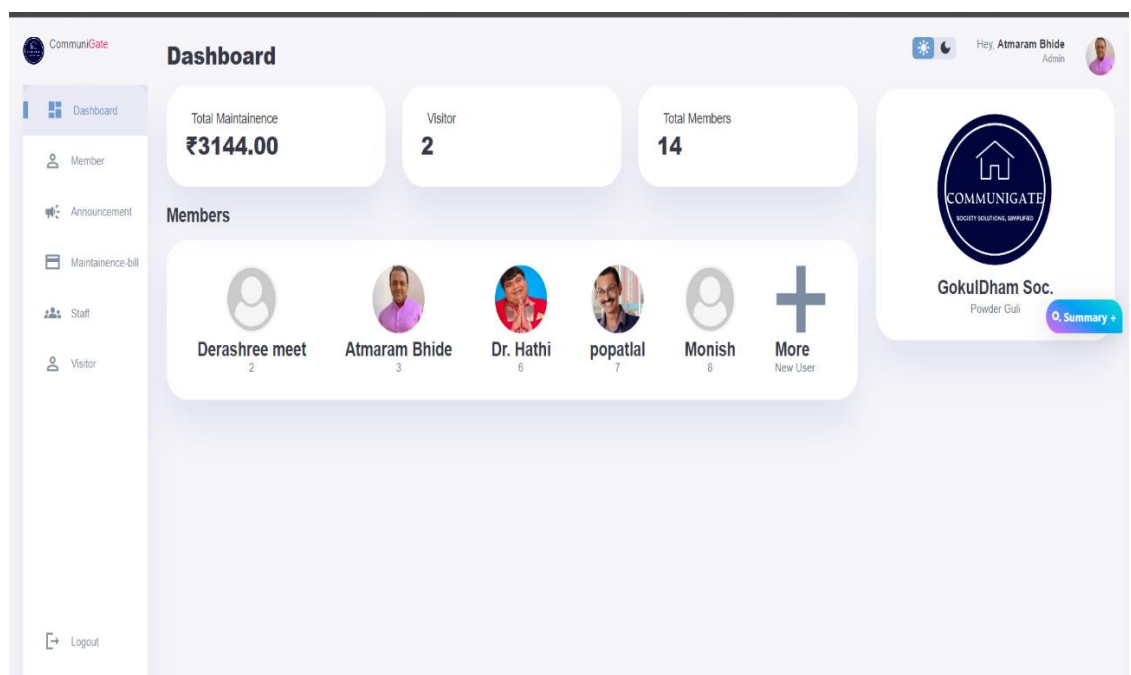 CommuniGate
Dashboard
Member
Announcement
Maintainence-bill
Staff
Visitor
Logout
Dashboard
Total Maintainence
₹3144.00
Visitor
2
Total Members
14
Members
Derashree meet
2
Atmaram Bhide
3
Dr. Hathi
6
popatlal
7
Monish
8
More
New User
Hey, Atmaram Bhide
Admin
COMMUNIGATE
SOCIETY SOLUTIONS, SIMPLIFIED
GokulDham Soc.
Powder Guli
Summary +